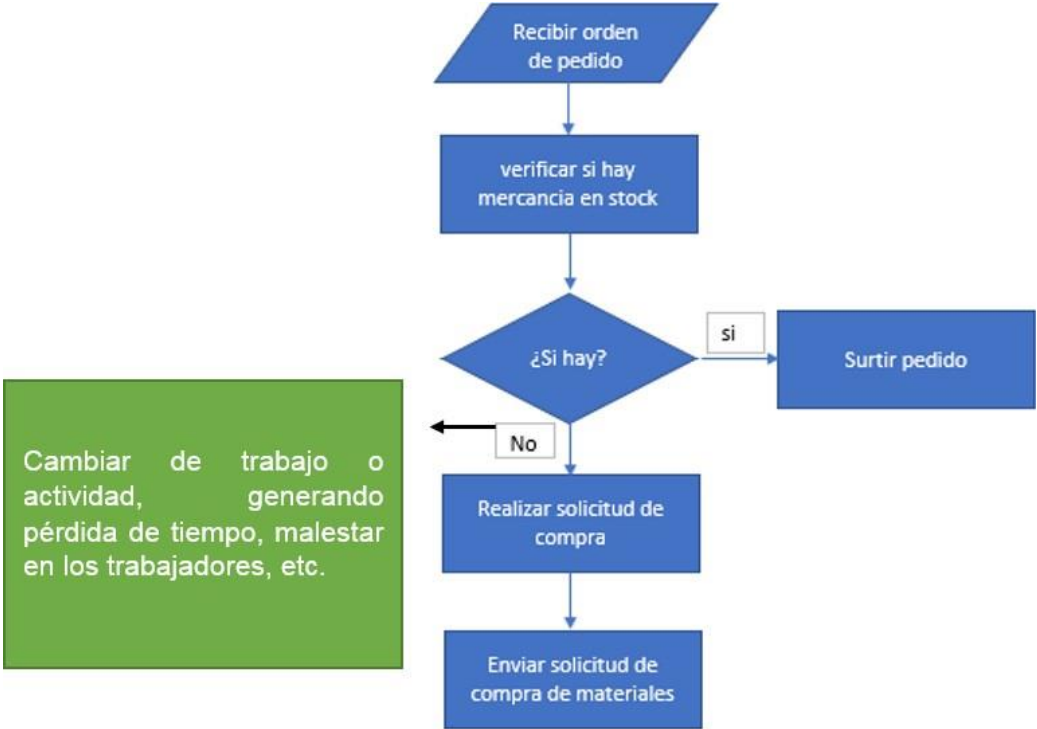 Recibir orden
de pedido
verificar si hay
mercancia en stock
¿Si hay?
si
Surtir pedido
No
Cambiar de trabajo o
actividad, generando
pérdida de tiempo, malestar
en los trabajadores, etc.
Realizar solicitud de
compra
Enviar solicitud de
compra de materiales